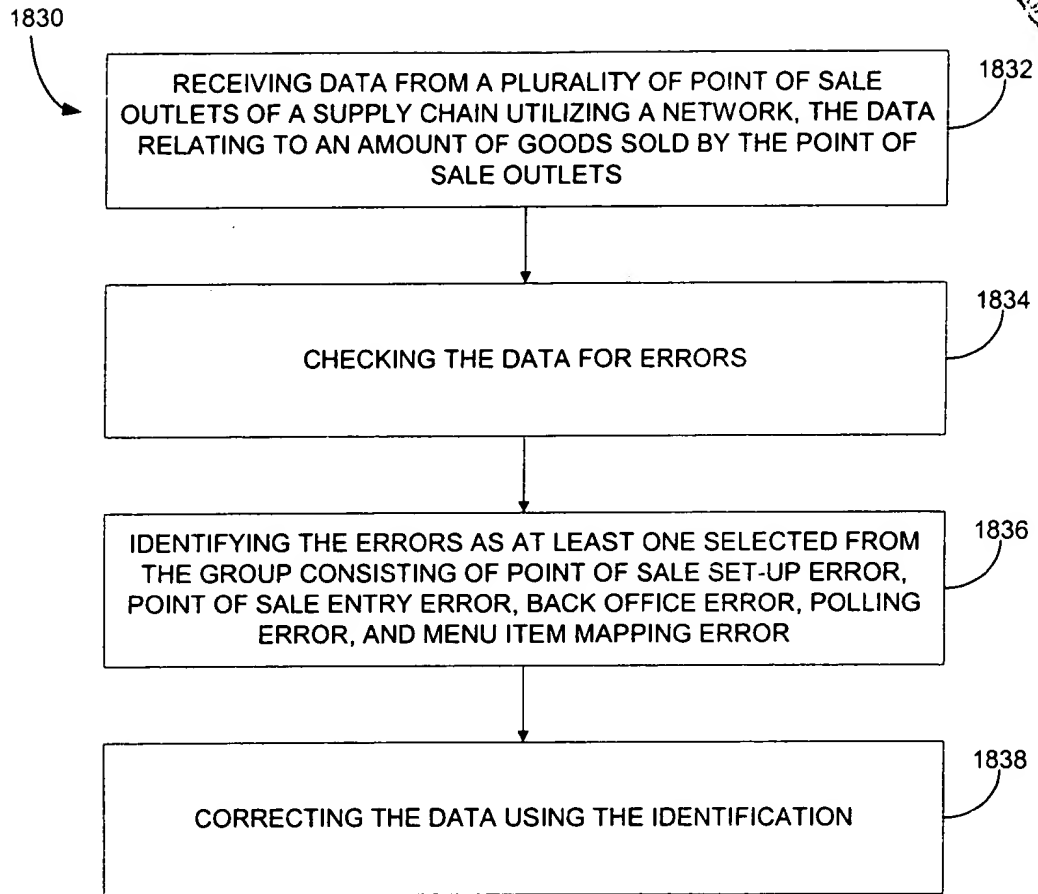 1830
RECEIVING DATA FROM A PLURALITY OF POINT OF SALE
OUTLETS OF A SUPPLY CHAIN UTILIZING A NETWORK, THE DATA
RELATING TO AN AMOUNT OF GOODS SOLD BY THE POINT OF
SALE OUTLETS
1832
CHECKING THE DATA FOR ERRORS
1834
IDENTIFYING THE ERRORS AS AT LEAST ONE SELECTED FROM
THE GROUP CONSISTING OF POINT OF SALE SET-UP ERROR,
POINT OF SALE ENTRY ERROR, BACK OFFICE ERROR, POLLING
ERROR, AND MENU ITEM MAPPING ERROR
1836
CORRECTING THE DATA USING THE IDENTIFICATION
1838